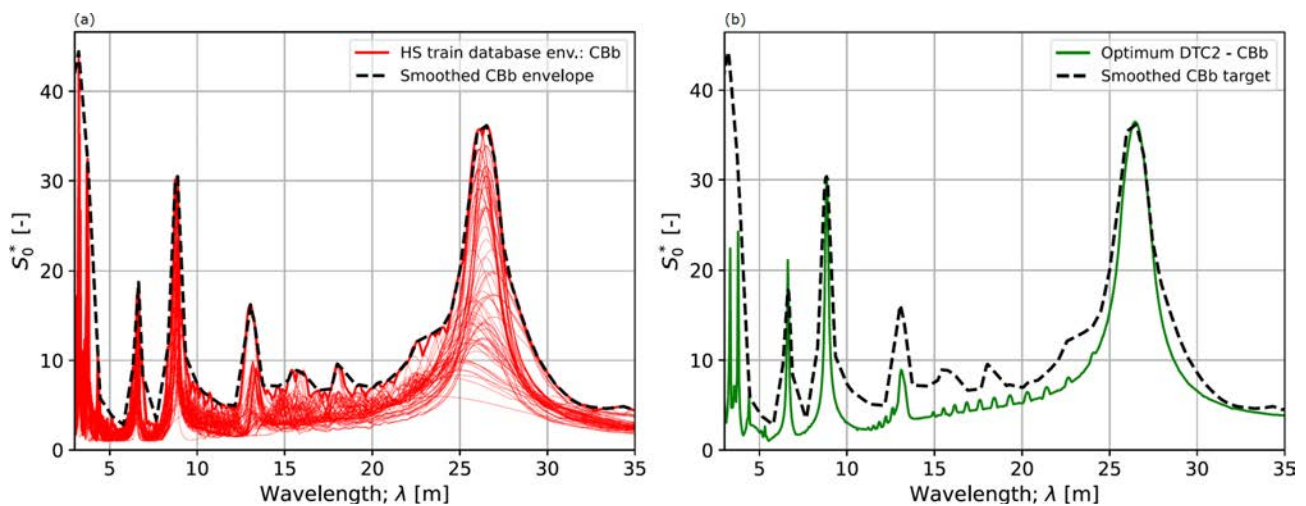 (a)
HS train database env.: CBb
Smoothed CBb envelope
40
30
20
10
0
S₀* [-]
5 10 15 20 25 30 35
Wavelength; λ [m]
(b)
Optimum DTC2 - CBb
Smoothed CBb target
40
30
20
10
0
S₀* [-]
5 10 15 20 25 30 35
Wavelength; λ [m]